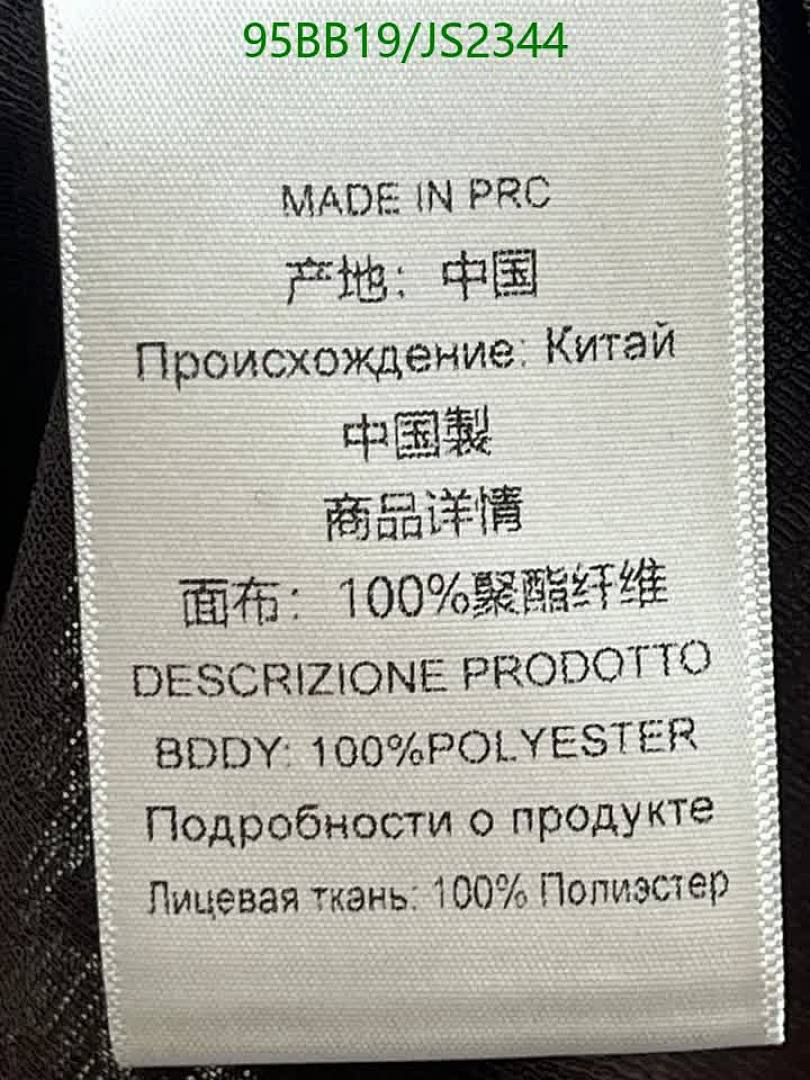 95BB19/JS2344
MADE IN PRC
产地：中国
Происхождение: Китай
中国製
商品详情
面布：100%聚酯纤维
DESCRIZIONE PRODOTTO
BDDY: 100%POLYESTER
Подробности о продукте
Лицевая ткань: 100% Полиэстер